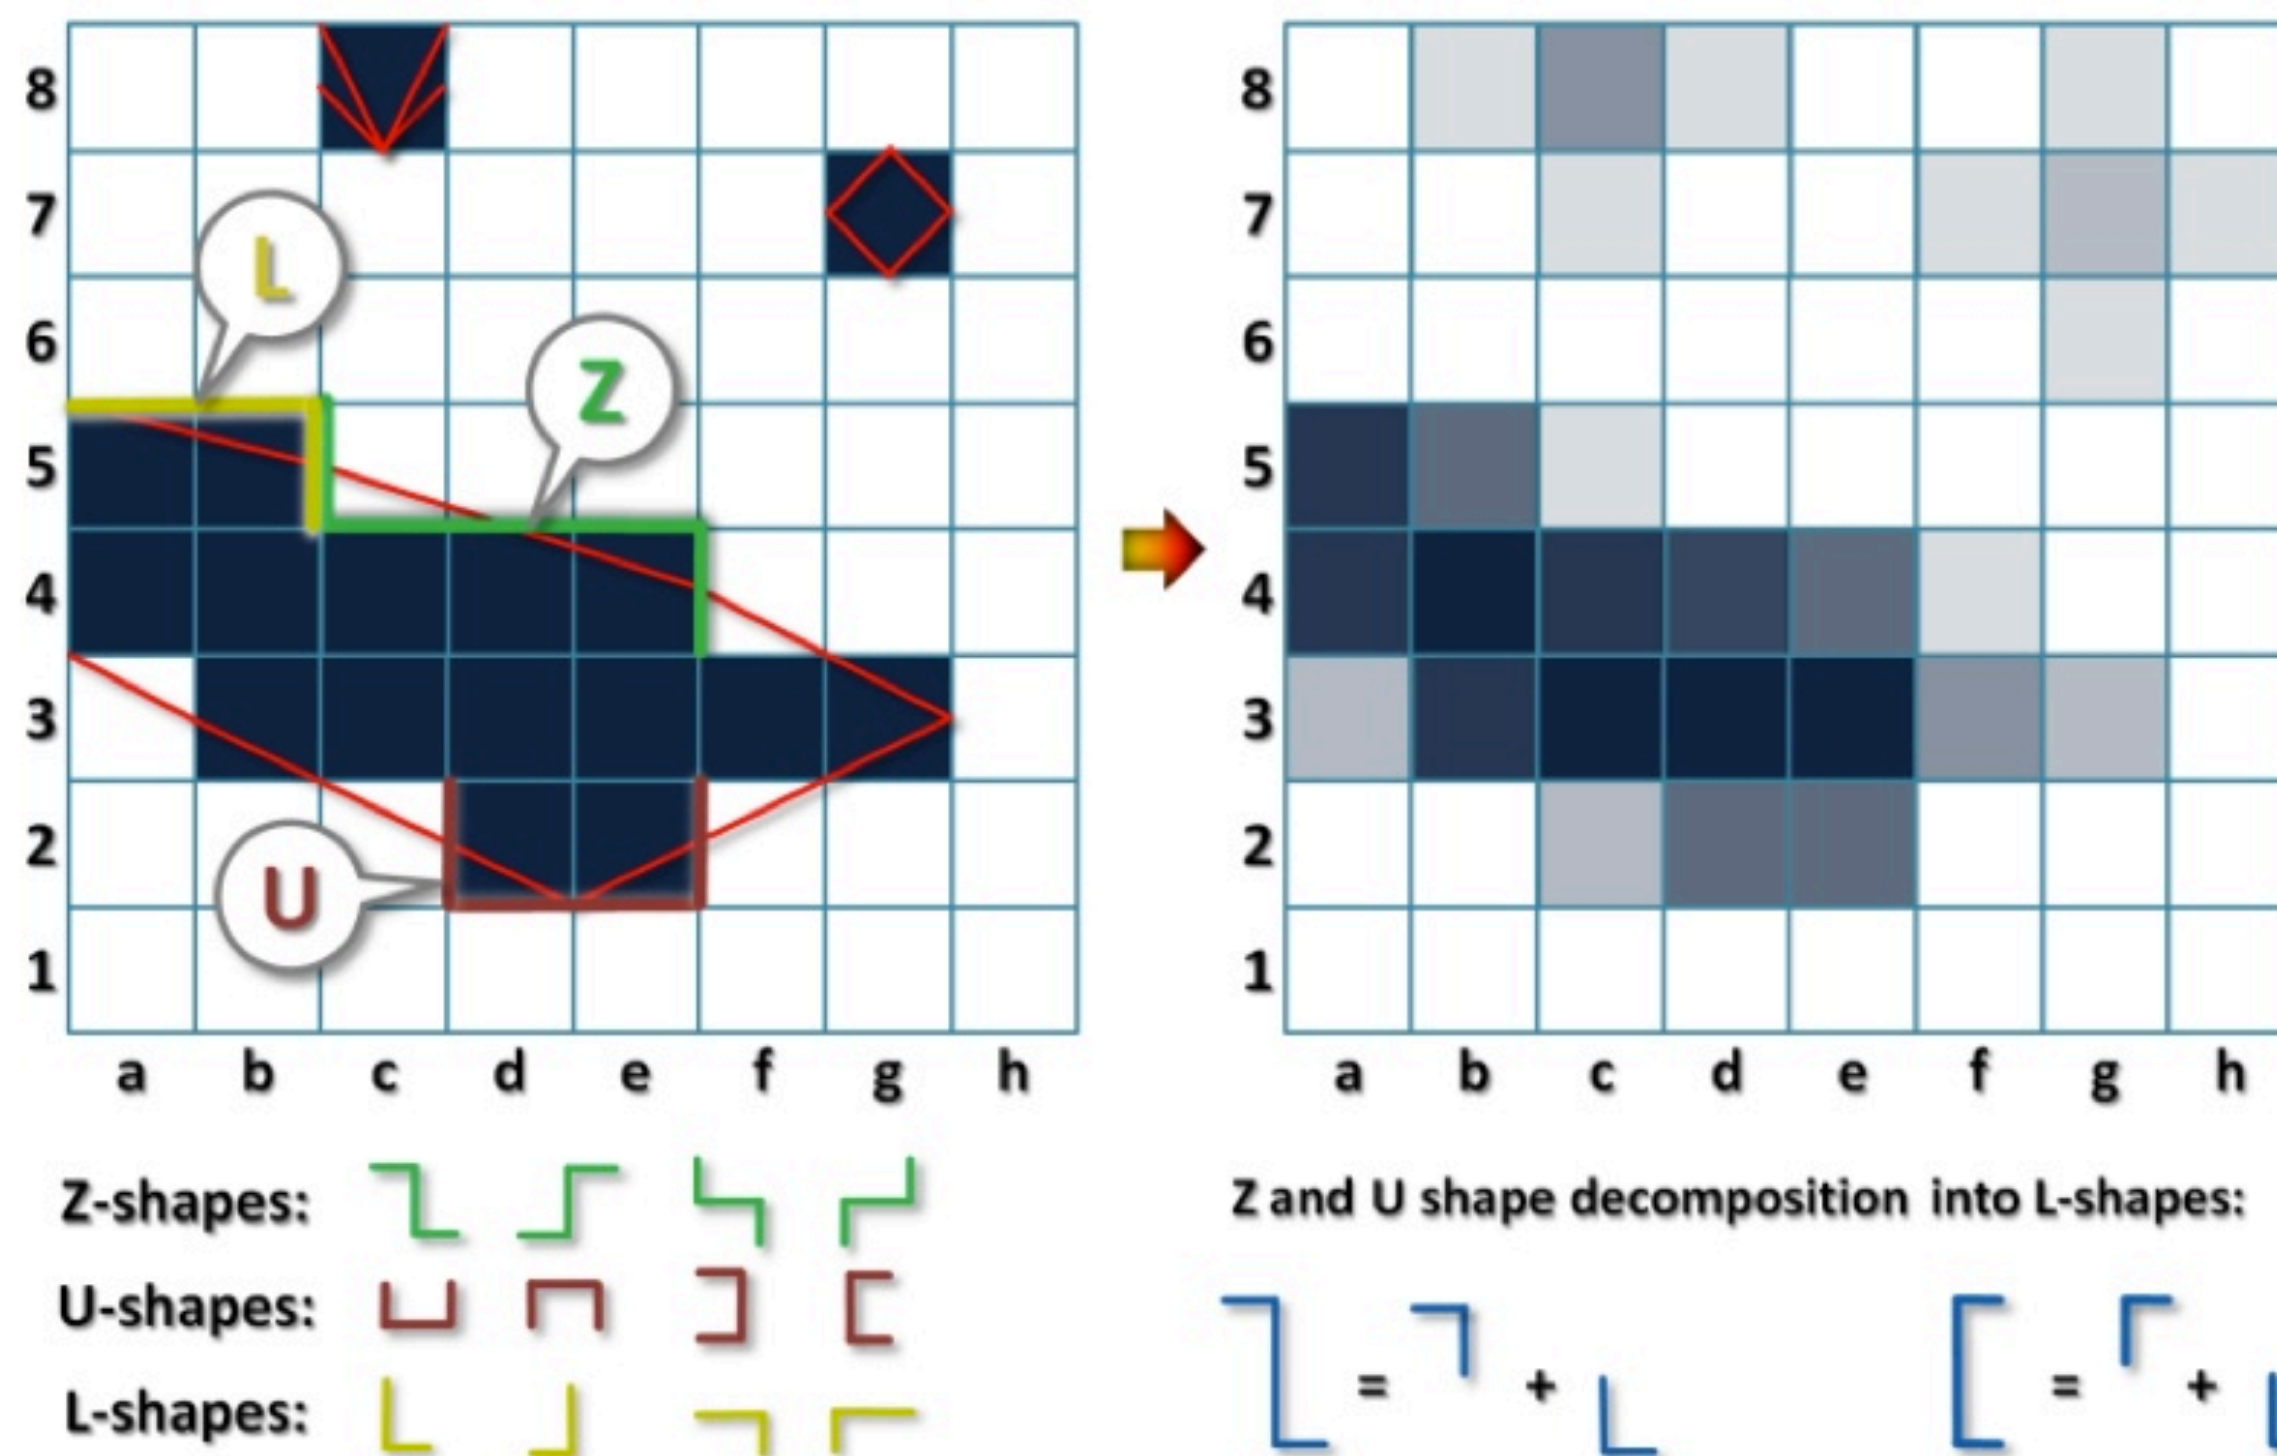 8 8
7 7
L
6 6
Z
5 5
4 4
3 3
2 2
U
1 1
a b c d e f g h a b c d e f g h
Z-shapes: Z and U shape decomposition into L-shapes:
U-shapes:
L-shapes: = + = +